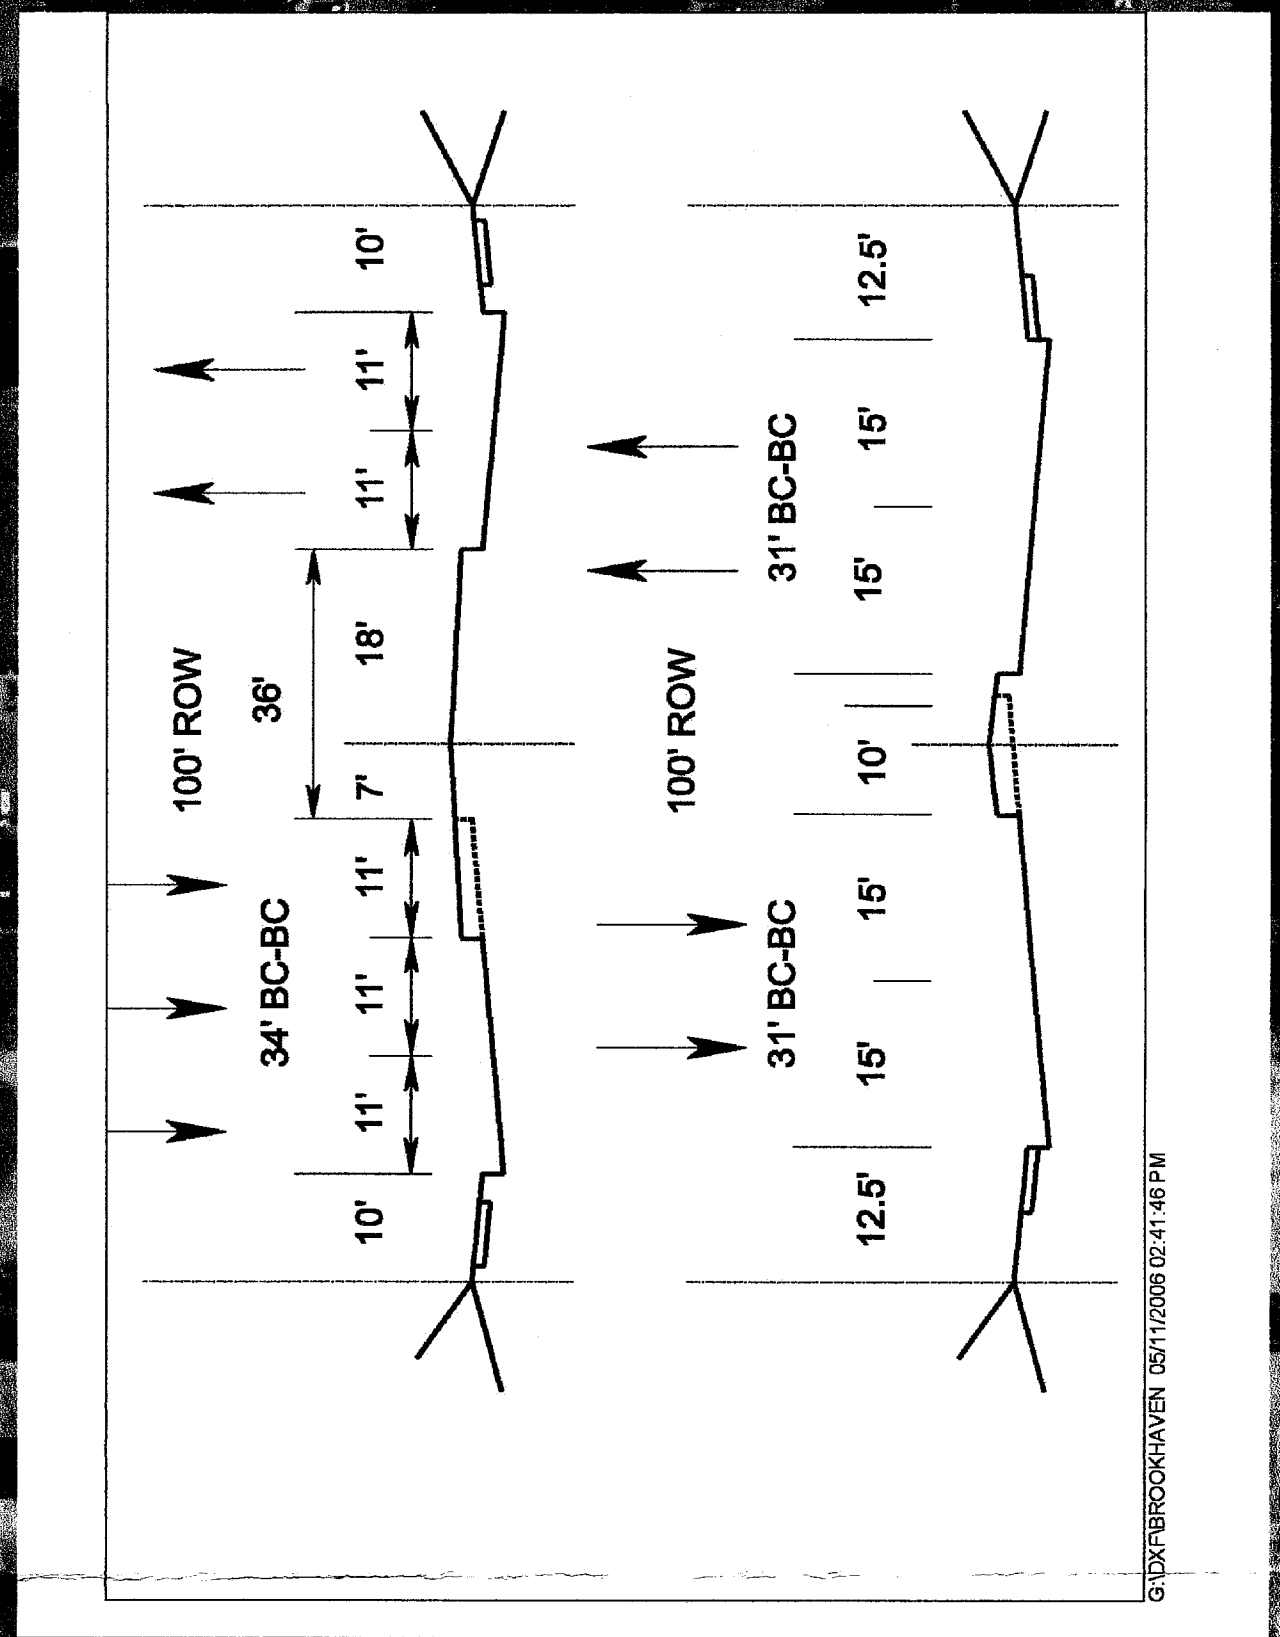 100' ROW
34' BC-BC 36'
10' 11' 11' 11' 7' 18' 11' 11' 10'
100' ROW
31' BC-BC 31' BC-BC
12.5' 15' 15' 10' 15' 15' 12.5'
G:\DXF\BROOKHAVEN 05/11/2006 02:41:46 PM